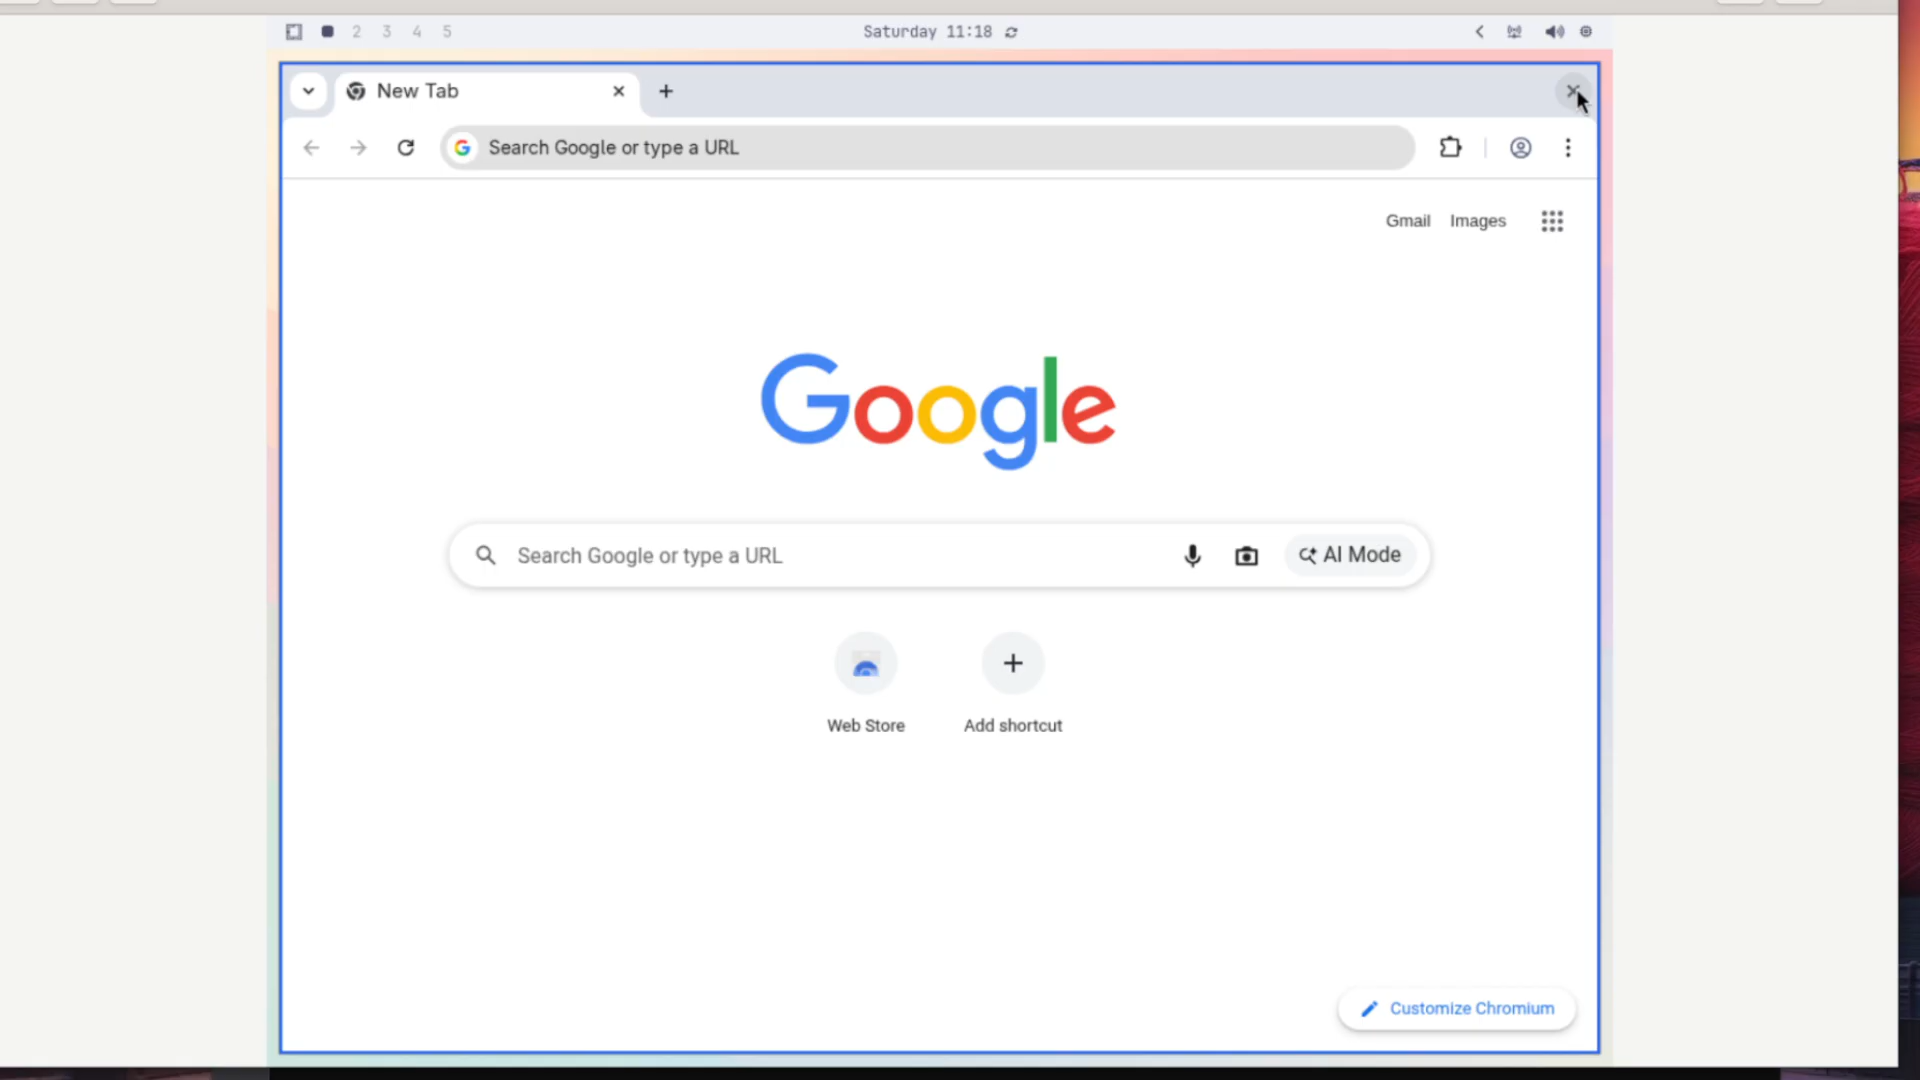 2 3 4 5
Saturday 11:18
New Tab
Search Google or type a URL
Gmail Images
Google
Search Google or type a URL
AI Mode
Web Store
Add shortcut
Customize Chromium